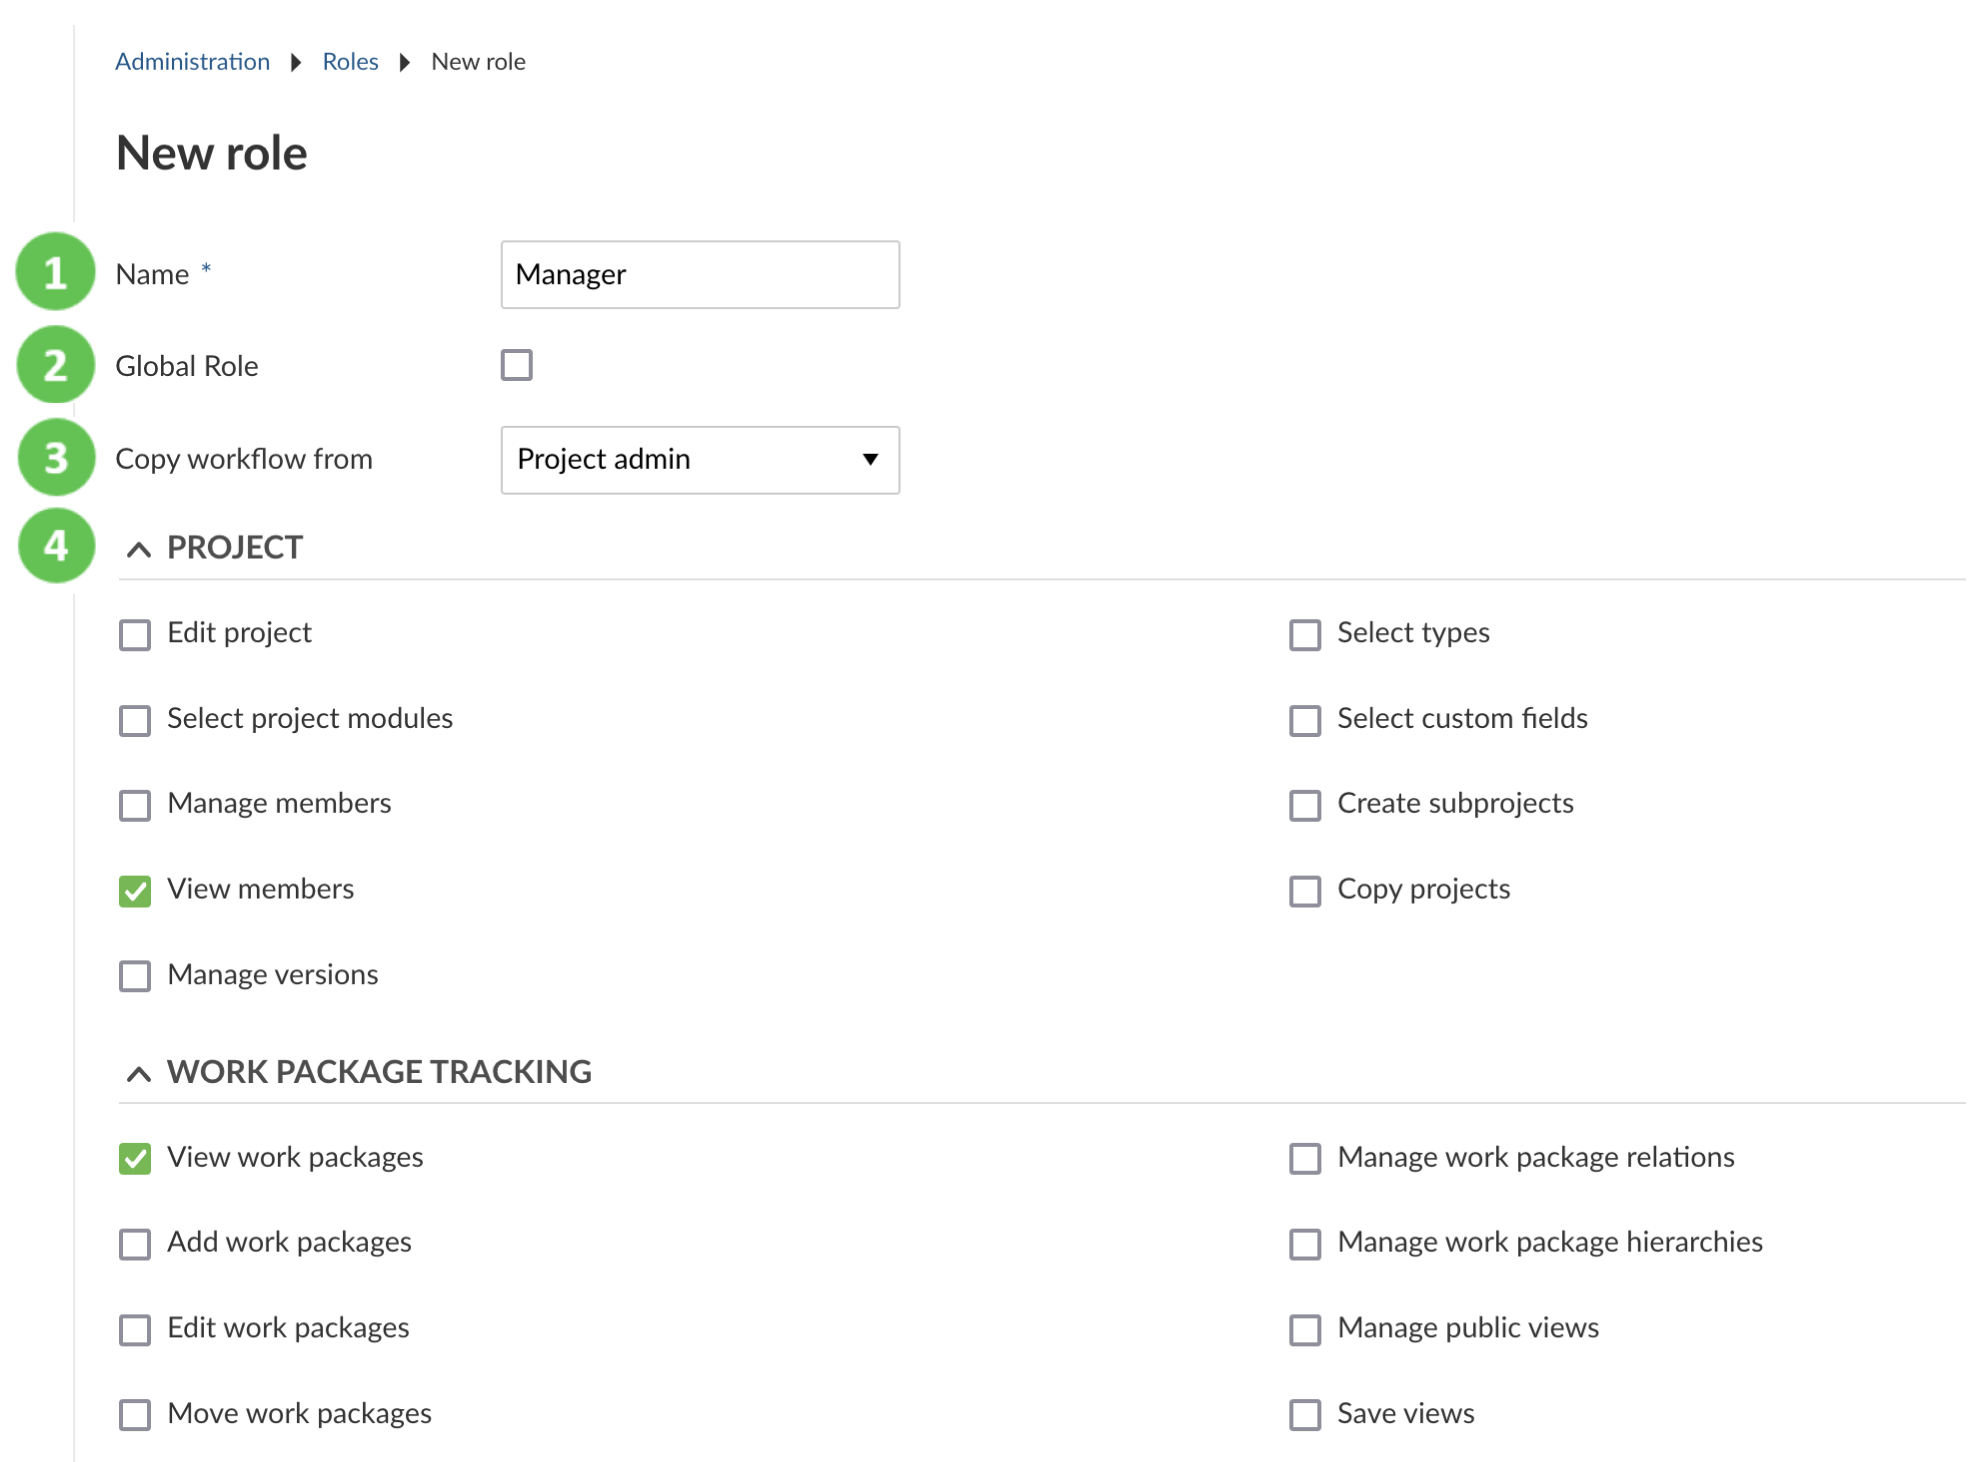 Administration Roles New role
New role
1 Name * Manager
2 Global Role
3 Copy workflow from Project admin
4 PROJECT
Edit project Select types
Select project modules Select custom fields
Manage members Create subprojects
View members Copy projects
Manage versions
WORK PACKAGE TRACKING
View work packages Manage work package relations
Add work packages Manage work package hierarchies
Edit work packages Manage public views
Move work packages Save views